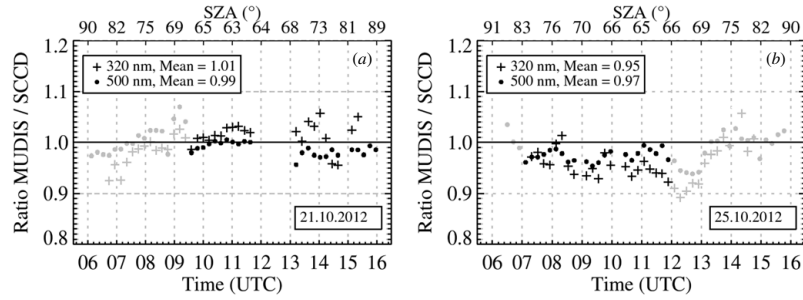 SZA (°)
90 82 75 69 65 63 62 64 68 73 81 89
1.2
1.1
1.0
0.9
0.8
Ratio MUDIS / SCCD
320 nm, Mean = 1.01
500 nm, Mean = 0.99
(a)
21.10.2012
06 07 08 09 10 11 12 13 14 15 16
Time (UTC)
SZA (°)
91 83 76 70 66 65 66 69 75 82 90
1.2
1.1
1.0
0.9
0.8
Ratio MUDIS / SCCD
320 nm, Mean = 0.95
500 nm, Mean = 0.97
(b)
25.10.2012
06 07 08 09 10 11 12 13 14 15 16
Time (UTC)